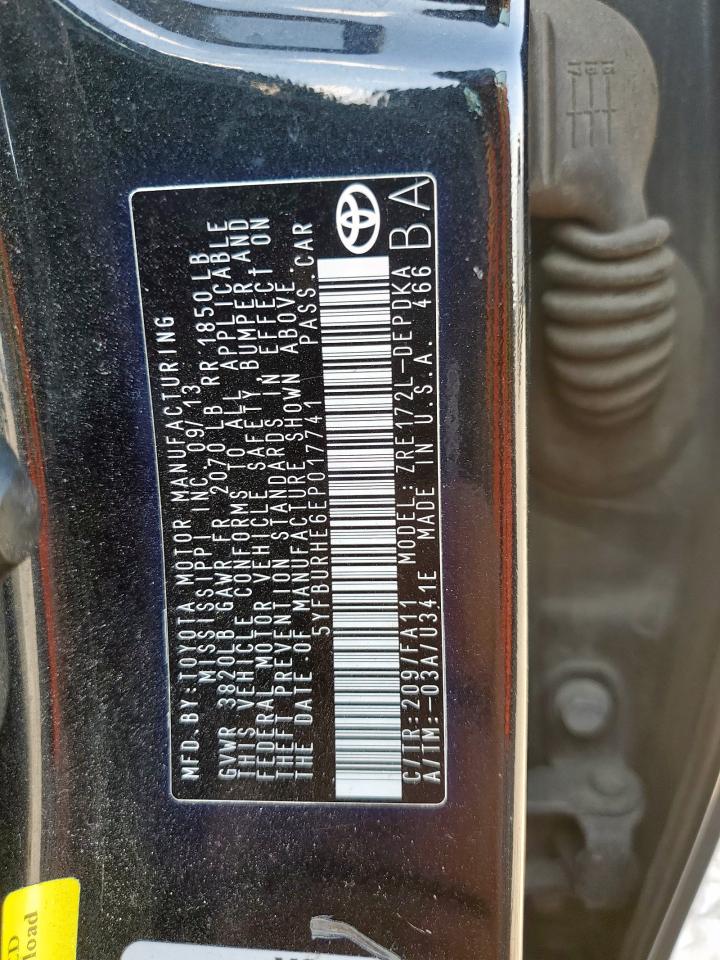 MFD.BY:TOYOTA MOTOR MANUFACTURING
MISSISSIPPI INC.09/13
GVWR 3820LB GAWR FR 2070LB RR 1850LB
THIS VEHICLE CONFORMS TO ALL APPLICABLE
FEDERAL MOTOR VEHICLE SAFETY, BUMPER, AND
THEFT PREVENTION STANDARDS IN EFFECT ON
THE DATE OF MANUFACTURE SHOWN ABOVE.
5YFBURHE6EP017741 PASS.CAR
C/TR:209/FA11 MODEL:ZRE172L-DEPDKA
A/TM:-03A/U341E MADE IN U.S.A. 466
BA
load